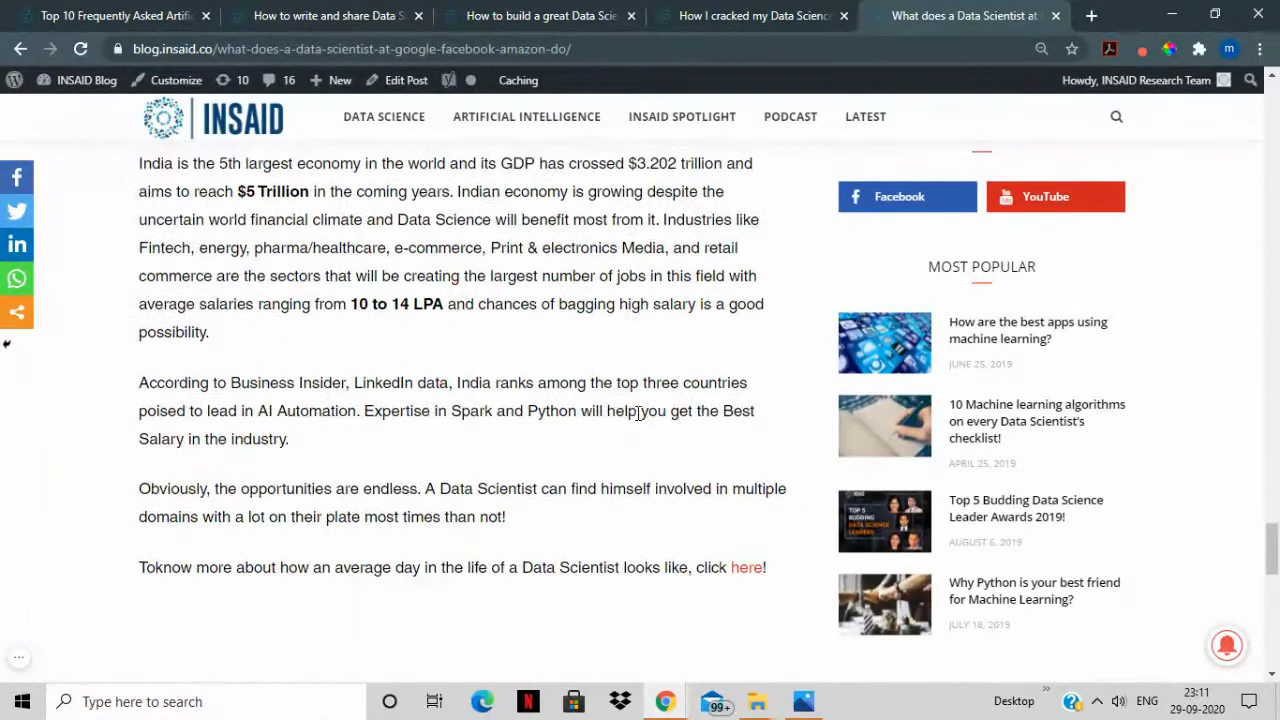 Top 10 Frequently Asked India
How to write and share Data S
How to build a great Data Scie
How I cracked my Data Science
What does a Data Scientist at
blog.insaid.co/what-does-a-data-scientist-at-google-facebook-amazon-do/
m
INSAID Blog
Customize
10
16
New
Edit Post
Caching
Howdy, INSAID Research Team
INSAID
DATA SCIENCE
ARTIFICIAL INTELLIGENCE
INSAID SPOTLIGHT
PODCAST
LATEST
India is the 5th largest economy in the world and its GDP has crossed $3.202 trillion and
aims to reach $5 Trillion in the coming years. Indian economy is growing despite the
uncertain world financial climate and Data Science will benefit most from it. Industries like
Fintech, energy, pharma/healthcare, e-commerce, Print & electronics Media, and retail
commerce are the sectors that will be creating the largest number of jobs in this field with
average salaries ranging from 10 to 14 LPA and chances of bagging high salary is a good
possibility.
According to Business Insider, LinkedIn data, India ranks among the top three countries
poised to lead in AI Automation. Expertise in Spark and Python will help you get the Best
Salary in the industry.
Obviously, the opportunities are endless. A Data Scientist can find himself involved in multiple
domains with a lot on their plate most times than not!
Toknow more about how an average day in the life of a Data Scientist looks like, click here!
Facebook
YouTube
MOST POPULAR
How are the best apps using
machine learning?
JUNE 25, 2019
10 Machine learning algorithms
on every Data Scientist's
checklist!
APRIL 25, 2019
TOP 5
BUDDING
DATA SCIENCE
LEADERS
Top 5 Budding Data Science
Leader Awards 2019!
AUGUST 6, 2019
Why Python is your best friend
for Machine Learning?
JULY 18, 2019
Type here to search
99+
Desktop
ENG
23:11
29-09-2020